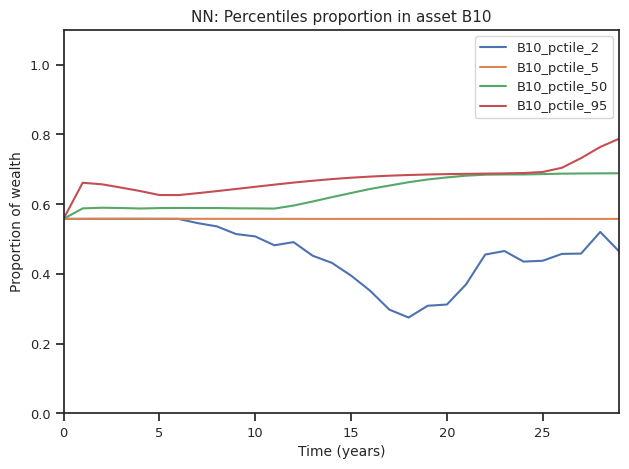 NN: Percentiles proportion in asset B10
B10_pctile_2
B10_pctile_5
B10_pctile_50
B10_pctile_95
Proportion of wealth
1.0
0.8
0.6
0.4
0.2
0.0
0 5 10 15 20 25
Time (years)